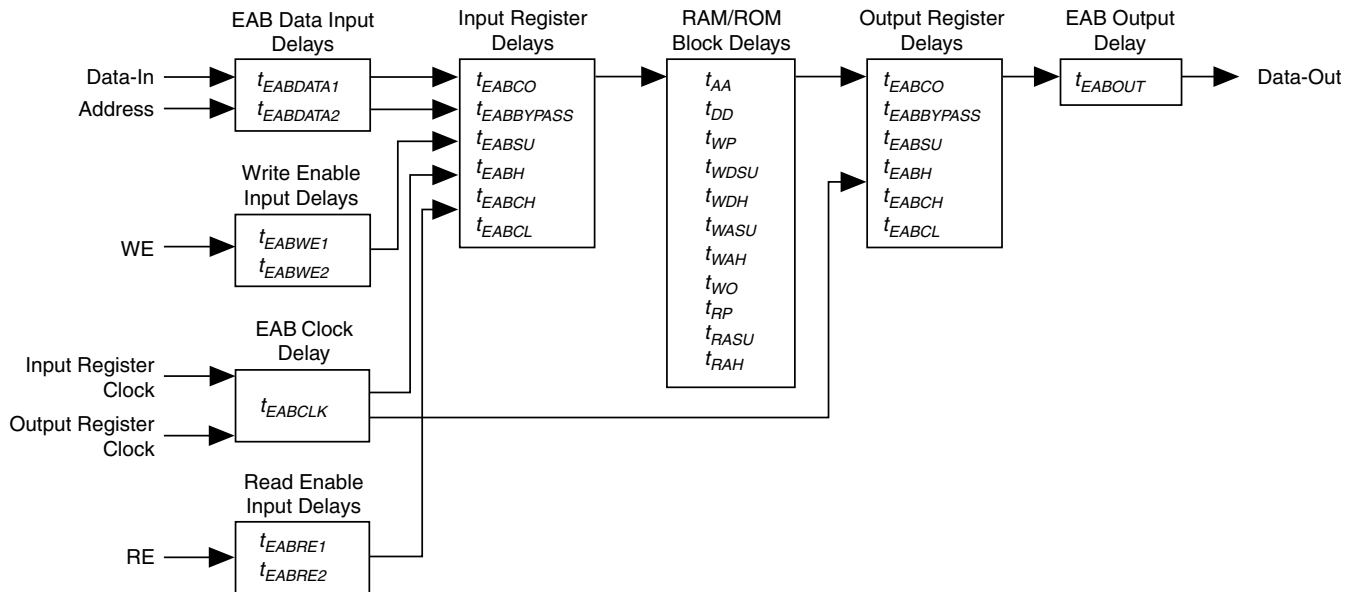 EAB Data Input
Delays
Input Register
Delays
RAM/ROM
Block Delays
Output Register
Delays
EAB Output
Delay
Data-In
Address
tEABDATA1
tEABDATA2
tEABCO
tEABBYPASS
tEABSU
tEABH
tEABCH
tEABCL
tAA
tDD
tWP
tWDSU
tWDH
tWASU
tWAH
tWO
tRP
tRASU
tRAH
tEABCO
tEABBYPASS
tEABSU
tEABH
tEABCH
tEABCL
tEABOUT
Data-Out
Write Enable
Input Delays
WE
tEABWE1
tEABWE2
EAB Clock
Delay
Input Register
Clock
Output Register
Clock
tEABCLK
Read Enable
Input Delays
RE
tEABRE1
tEABRE2